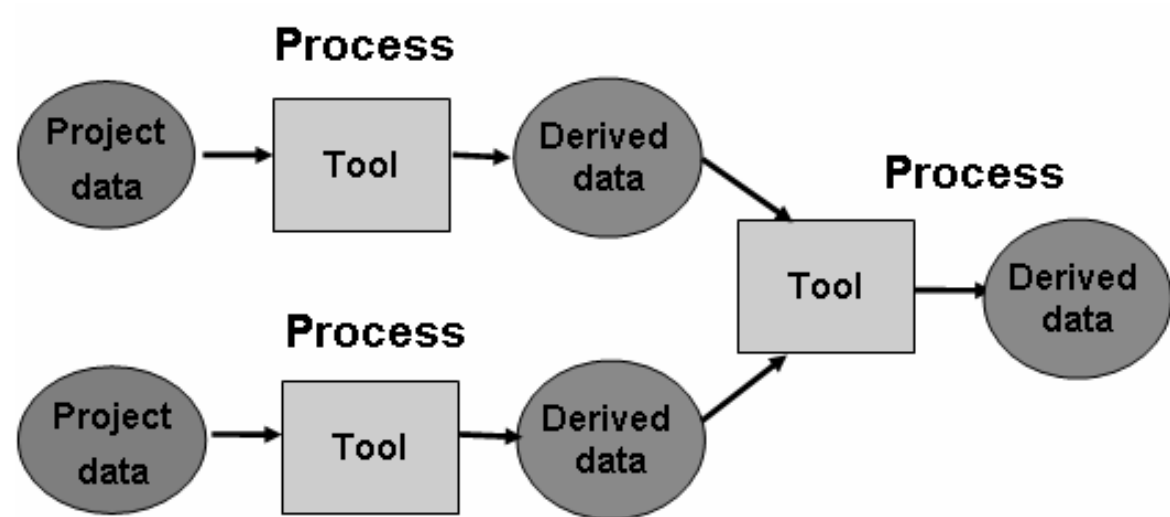 Process
Project
data
Tool
Derived
data
Process
Tool
Derived
data
Process
Project
data
Tool
Derived
data